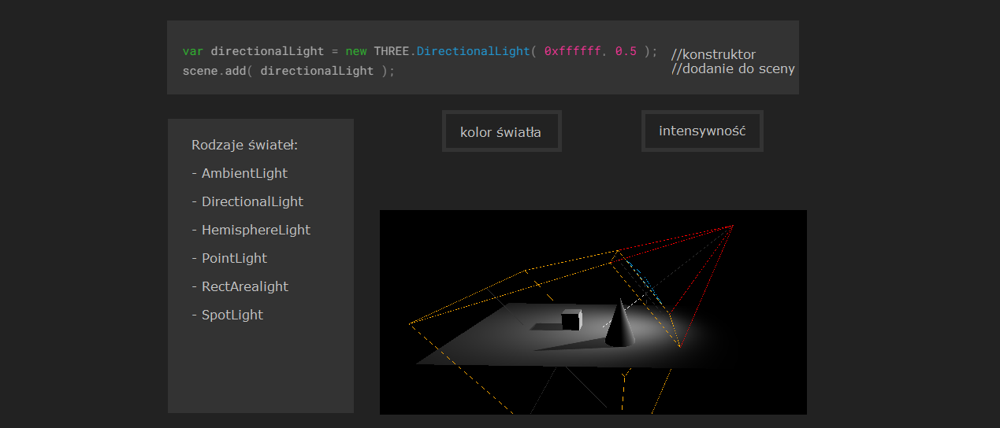 var directionalLight = new THREE.DirectionalLight( 0xffffff, 0.5 ); //konstruktor
scene.add( directionalLight ); //dodanie do sceny
kolor światła
intensywność
Rodzaje świateł:
- AmbientLight
- DirectionalLight
- HemisphereLight
- PointLight
- RectArealight
- SpotLight